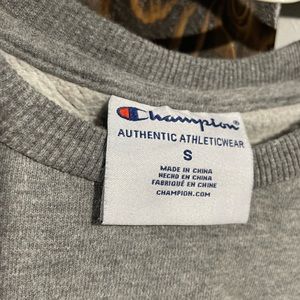 Champion®
AUTHENTIC ATHLETICWEAR
S
MADE IN CHINA
HECHO EN CHINA
FABRIQUÉ EN CHINE
CHAMPION.COM